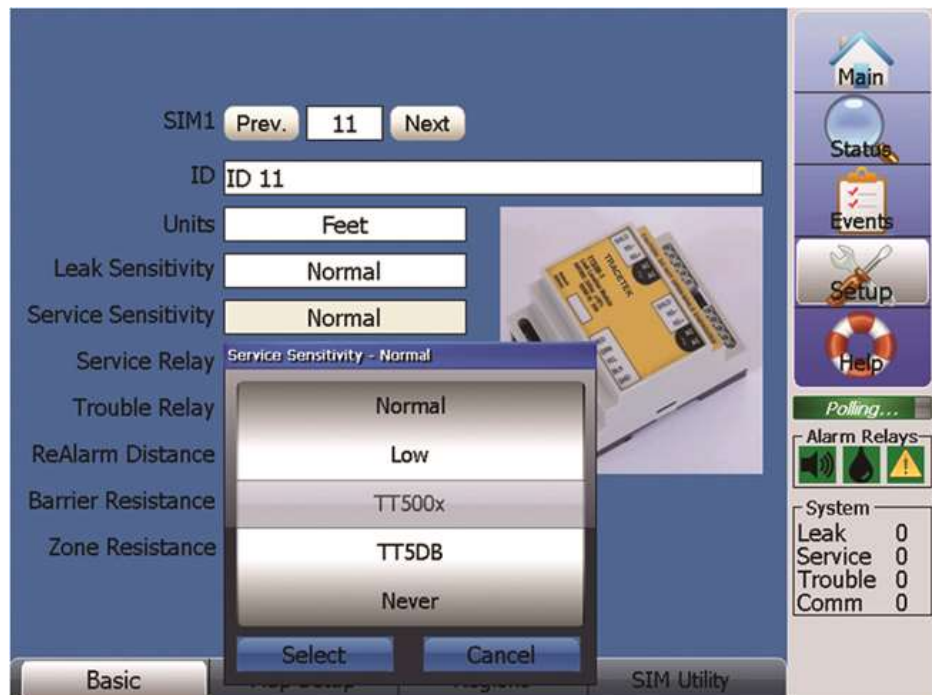 SIM1 Prev. 11 Next
ID ID 11
Units Feet
Leak Sensitivity Normal
Service Sensitivity Normal
Service Relay
Trouble Relay
ReAlarm Distance
Barrier Resistance
Zone Resistance
Service Sensitivity - Normal
Normal
Low
TT500x
TT5DB
Never
Select Cancel
TRACETEK
Basic
SIM Utility
Main
Status
Events
Setup
Help
Polling...
Alarm Relays
System
Leak 0
Service 0
Trouble 0
Comm 0